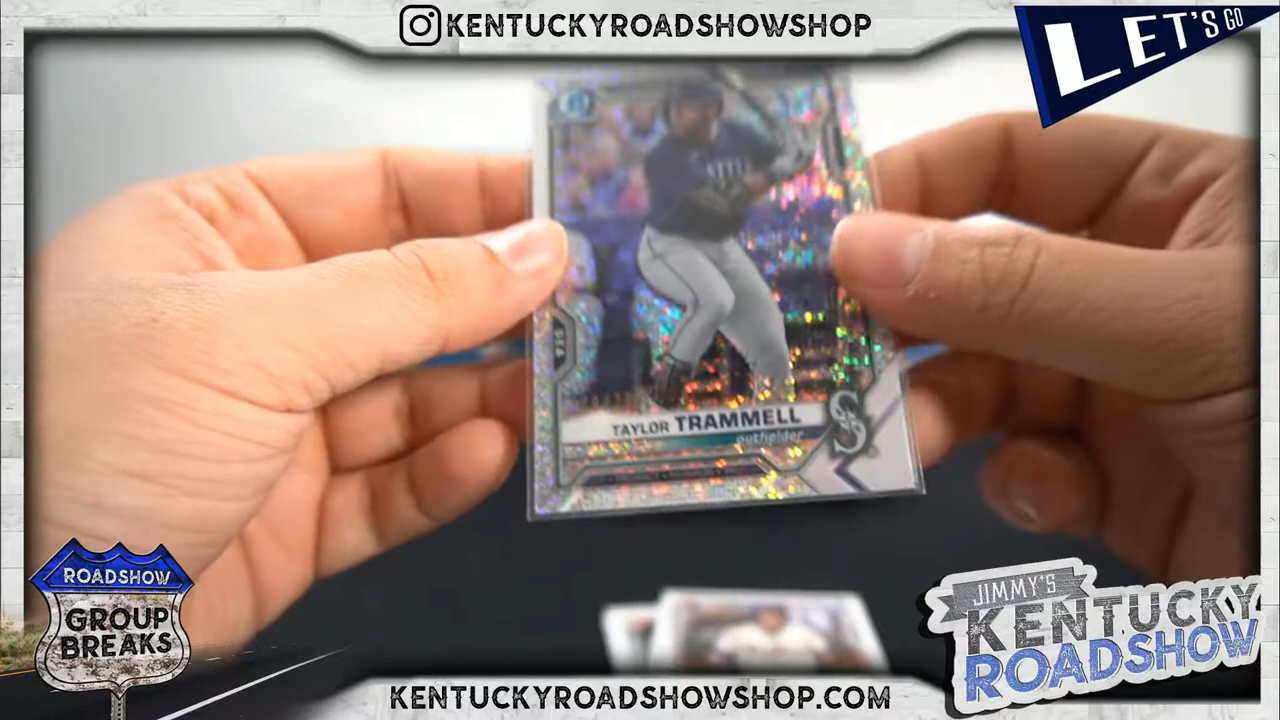 KENTUCKYROADSHOWSHOP
LET'S GO
TAYLOR TRAMMELL
outfielder
S
ROADSHOW
GROUP
BREAKS
JIMMY'S
KENTUCKY
ROADSHOW
KENTUCKYROADSHOWSHOP.COM